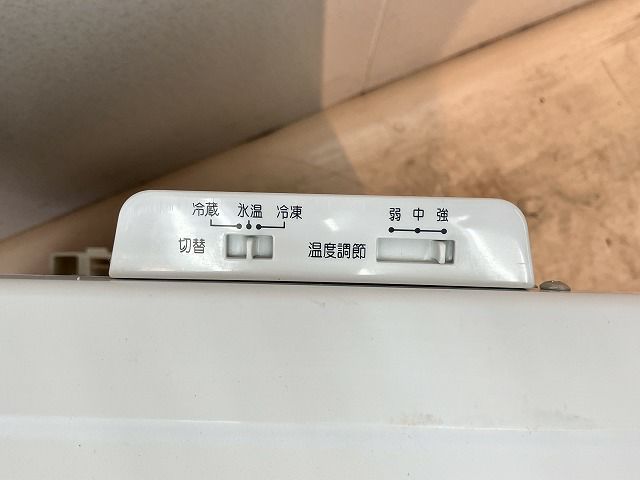 冷蔵 氷温 冷凍 弱 中 強
切替 温度調節